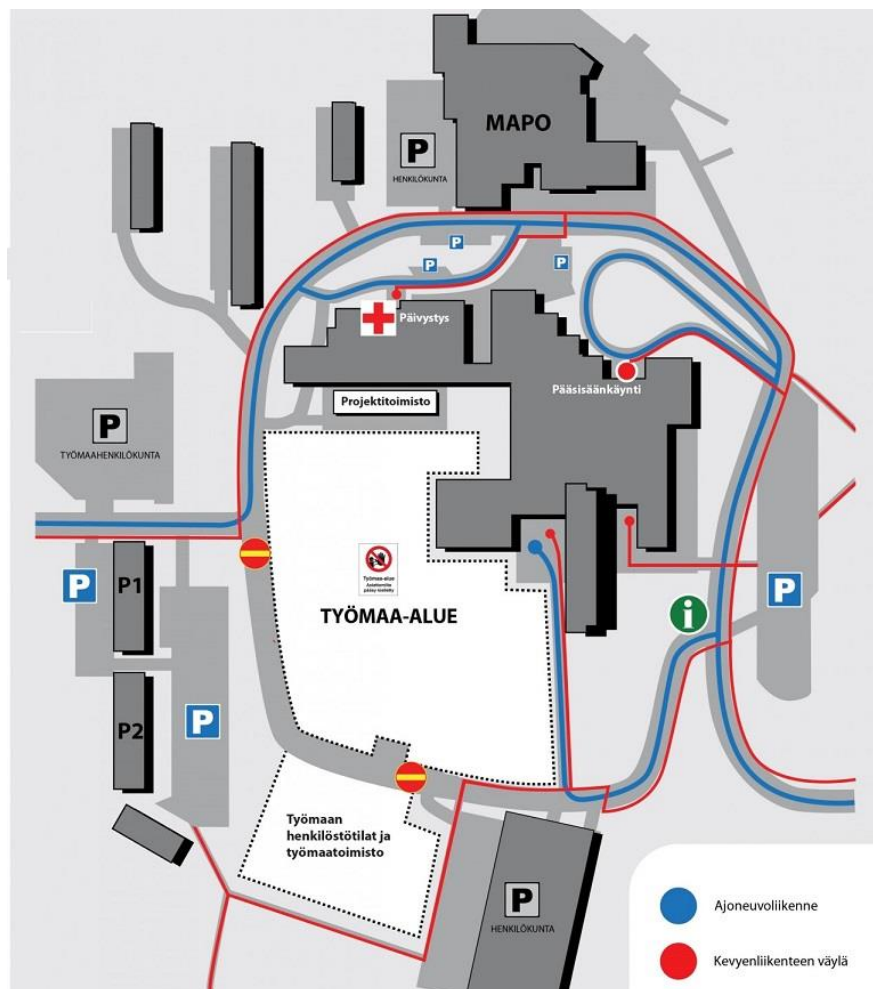 MAPO
P
HENKILÖKUNTA
P
P
P
Päivystys
Pääsisäänkäynti
Projektitoimisto
P
TYÖMAAHENKILÖKUNTA
Työmaa-alue
TYÖMAA-ALUE
P
P1
i
P
P2
P
Työmaan
henkilöstötilat ja
työmaatoimisto
P
HENKILÖKUNTA
Ajoneuvoliikenne
Kevyenliikenteen väylä